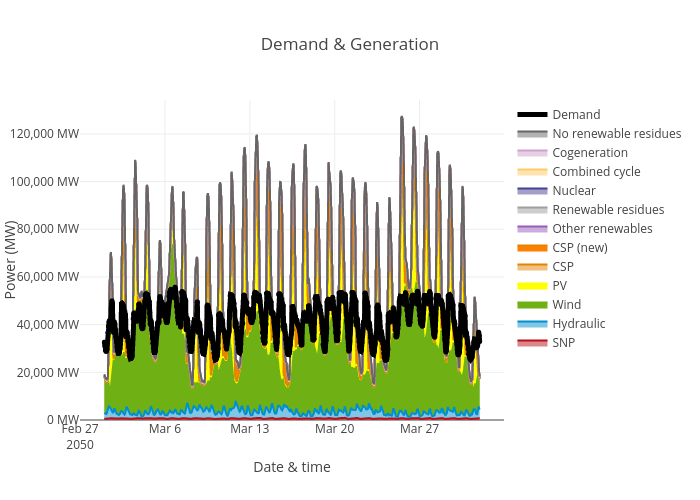 Demand & Generation
Power (MW)
120,000 MW
100,000 MW
80,000 MW
60,000 MW
40,000 MW
20,000 MW
0 MW
Feb 27
2050
Mar 6
Mar 13
Mar 20
Mar 27
Date & time
Demand
No renewable residues
Cogeneration
Combined cycle
Nuclear
Renewable residues
Other renewables
CSP (new)
CSP
PV
Wind
Hydraulic
SNP